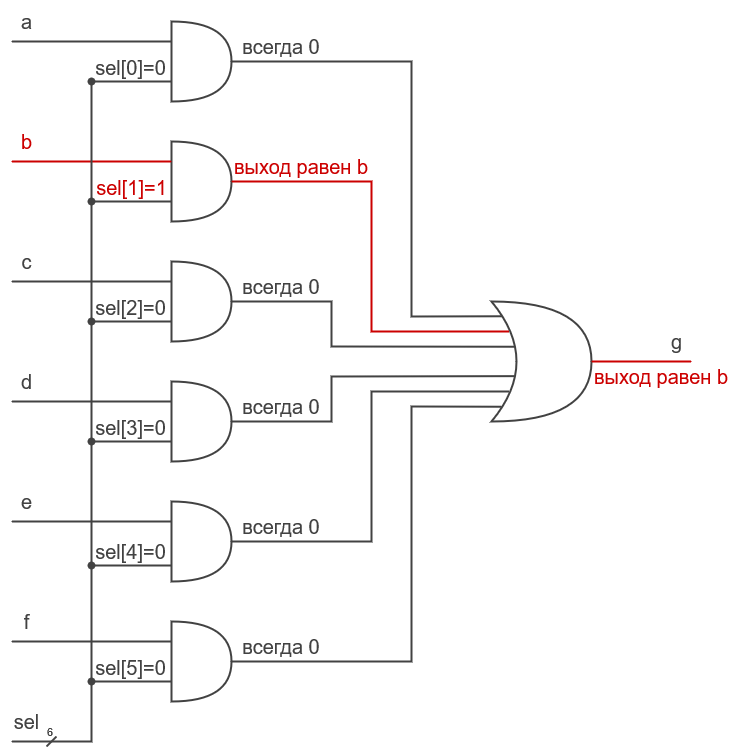 a
всегда 0
sel[0]=0
b
выход равен b
sel[1]=1
c
всегда 0
sel[2]=0
g
выход равен b
d
всегда 0
sel[3]=0
e
всегда 0
sel[4]=0
f
всегда 0
sel[5]=0
sel 6